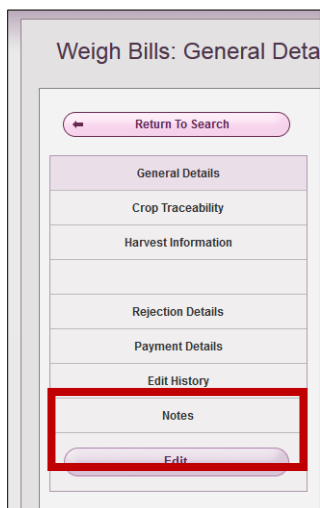 Weigh Bills: General Deta
Return To Search
General Details
Crop Traceability
Harvest Information
Rejection Details
Payment Details
Edit History
Notes
Edit